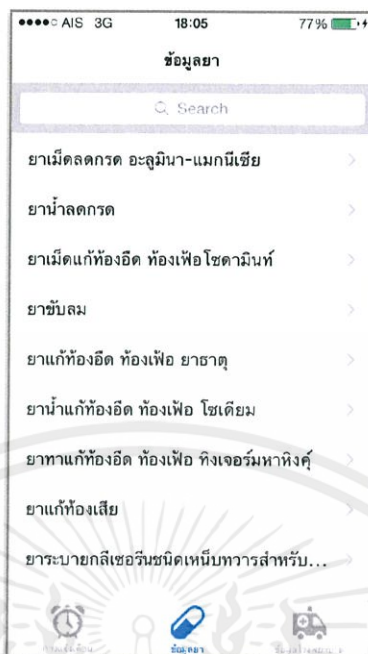 AIS 3G 18:05 77%
ข้อมูลยา
Search
ยาเม็ดลดกรด อะลูมินา-แมกนีเซีย
ยาน้ำลดกรด
ยาเม็ดแก้ท้องอืด ท้องเฟ้อโซดามินท์
ยาขับลม
ยาแก้ท้องอืด ท้องเฟ้อ ยาธาตุ
ยาน้ำแก้ท้องอืด ท้องเฟ้อ โซเดียม
ยาทาแก้ท้องอืด ท้องเฟ้อ ทิงเจอร์มหาหิงคุ์
ยาแก้ท้องเสีย
ยาระบายกลีเซอรีนชนิดเหน็บทวารสำหรับ...
ข้อมูลยา